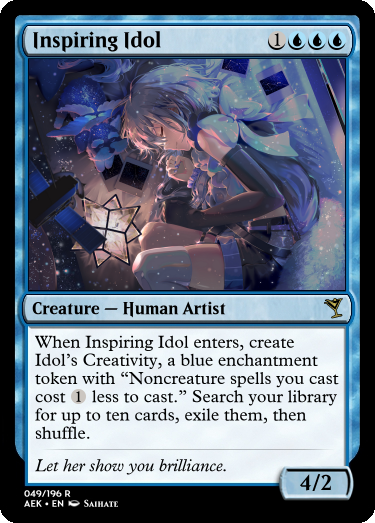 Inspiring Idol 1
Creature — Human Artist
When Inspiring Idol enters, create
Idol's Creativity, a blue enchantment
token with “Noncreature spells you cast
cost 1 less to cast.” Search your library
for up to ten cards, exile them, then
shuffle.
Let her show you brilliance.
4/2
049/196 R
AEK • EN Saihate